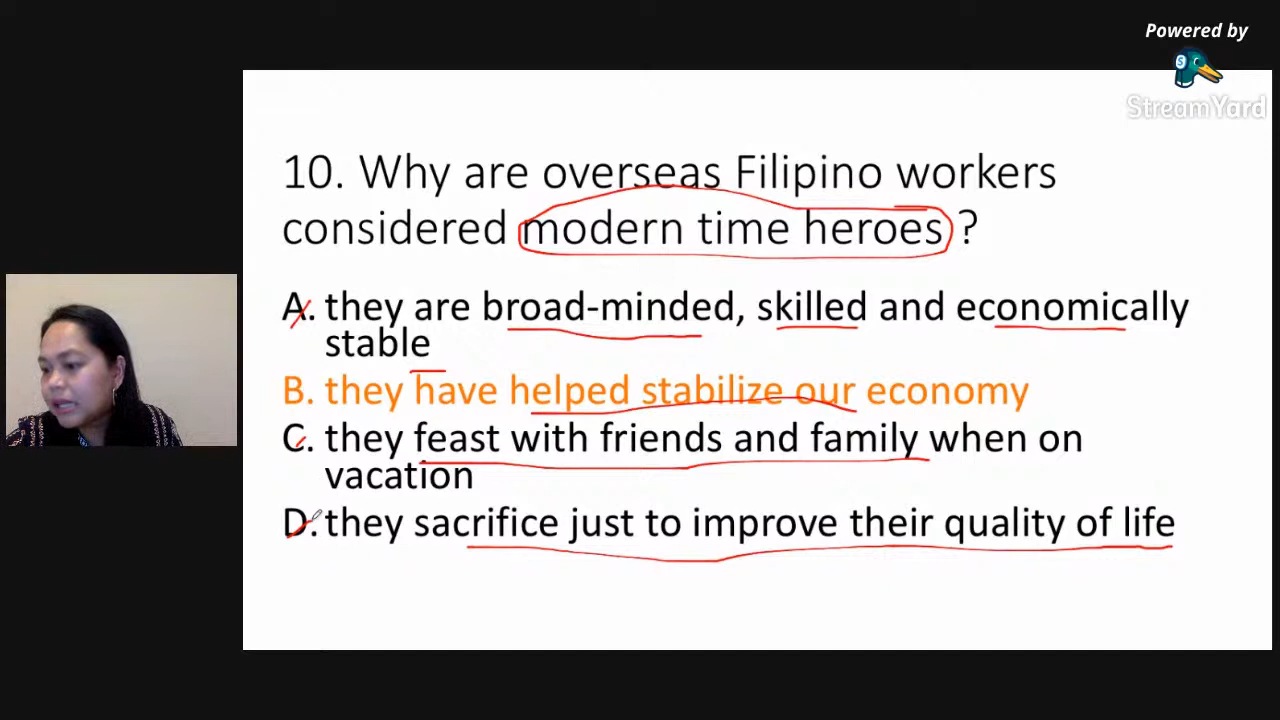 Powered by
StreamYard
10. Why are overseas Filipino workers
considered modern time heroes ?
A. they are broad-minded, skilled and economically
stable
B. they have helped stabilize our economy
C. they feast with friends and family when on
vacation
D. they sacrifice just to improve their quality of life